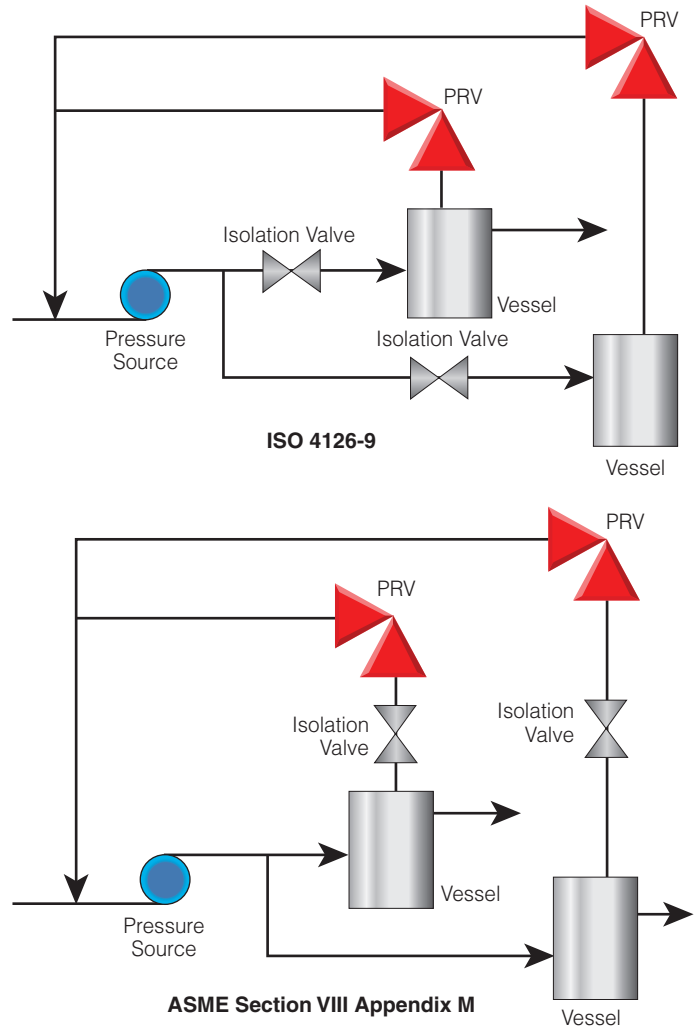 PRV
PRV
Isolation Valve
Vessel
Pressure
Source
Isolation Valve
ISO 4126-9
Vessel
PRV
PRV
Isolation
Valve
Isolation
Valve
Vessel
Pressure
Source
ASME Section VIII Appendix M
Vessel